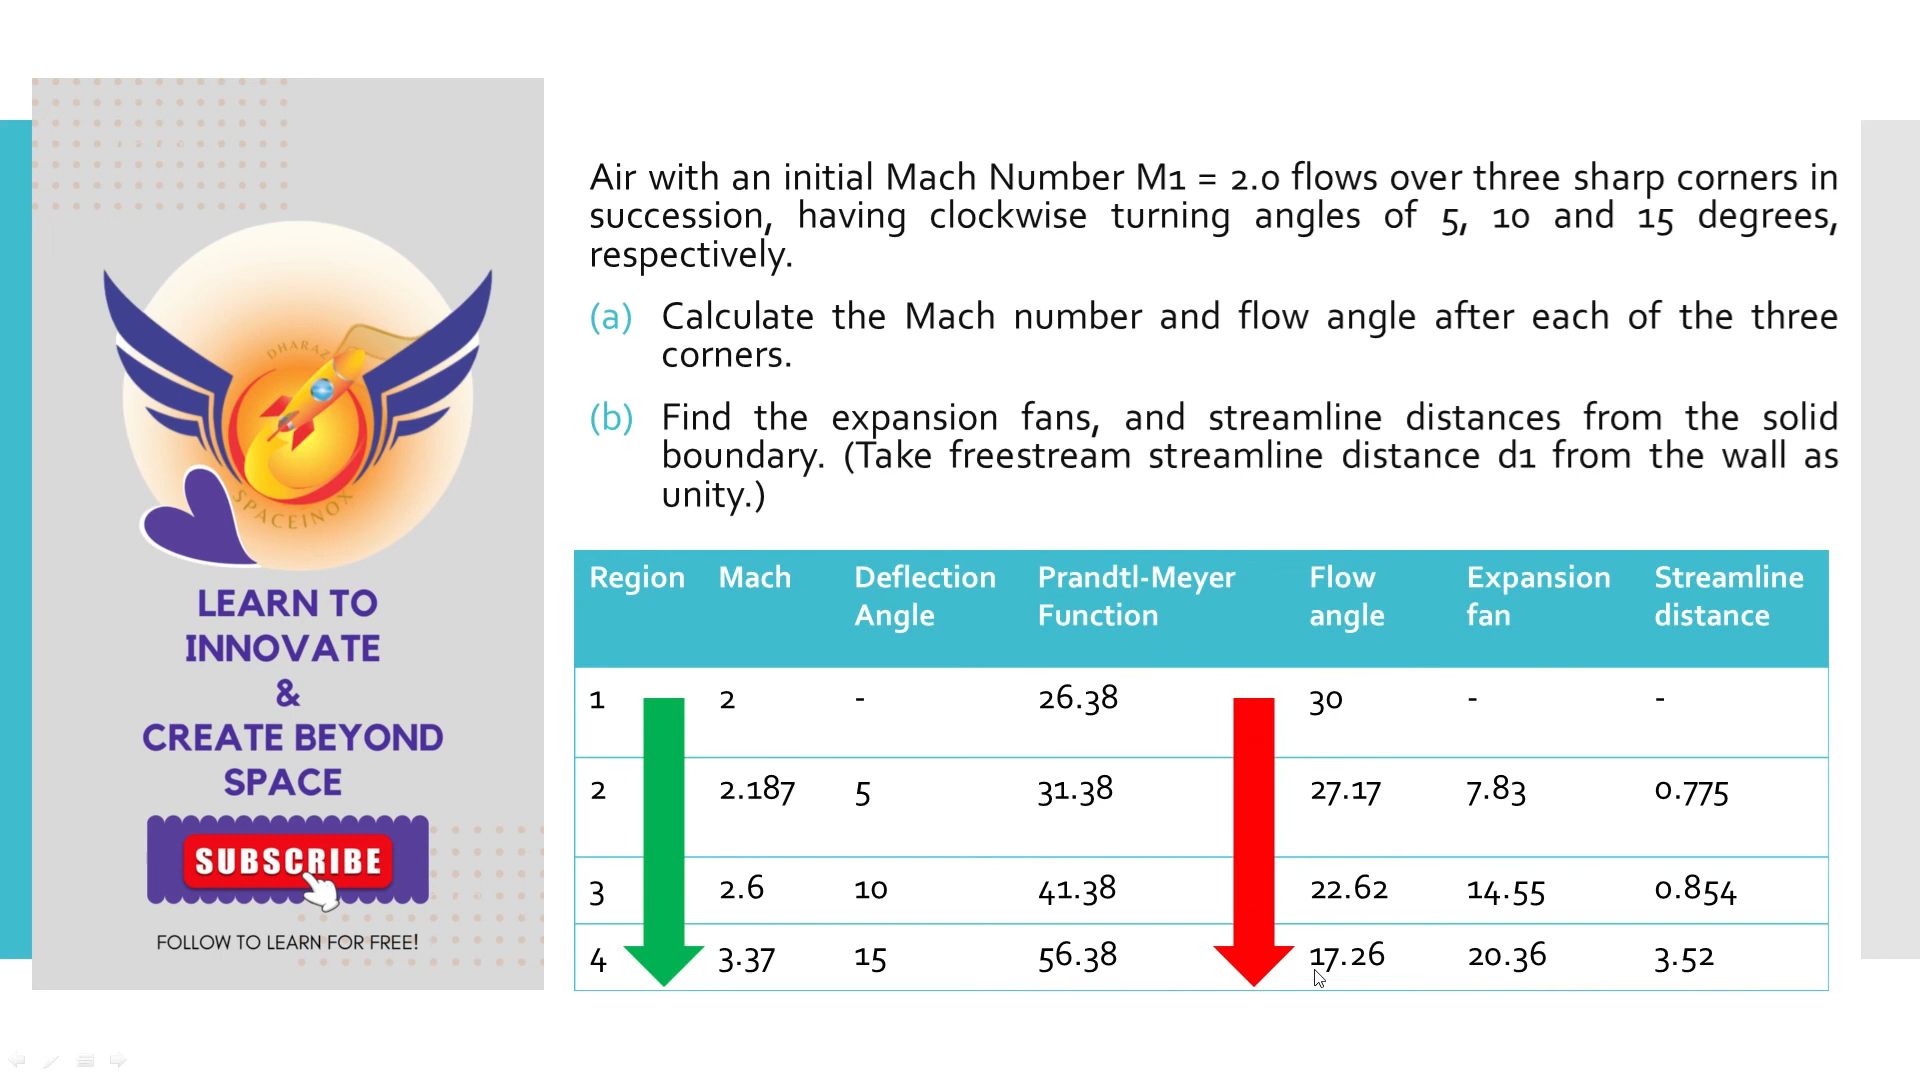 Air with an initial Mach Number M1 = 2.0 flows over three sharp corners in
succession, having clockwise turning angles of 5, 10 and 15 degrees,
respectively.
(a) Calculate the Mach number and flow angle after each of the three
corners.
(b) Find the expansion fans, and streamline distances from the solid
boundary. (Take freestream streamline distance d1 from the wall as
unity.)
DHARAZ
SPACEINOX
LEARN TO
INNOVATE
&
CREATE BEYOND
SPACE
SUBSCRIBE
FOLLOW TO LEARN FOR FREE!
Region Mach Deflection Angle Prandtl-Meyer Function Flow angle Expansion fan Streamline distance
1 2 - 26.38 30 - -
2 2.187 5 31.38 27.17 7.83 0.775
3 2.6 10 41.38 22.62 14.55 0.854
4 3.37 15 56.38 17.26 20.36 3.52